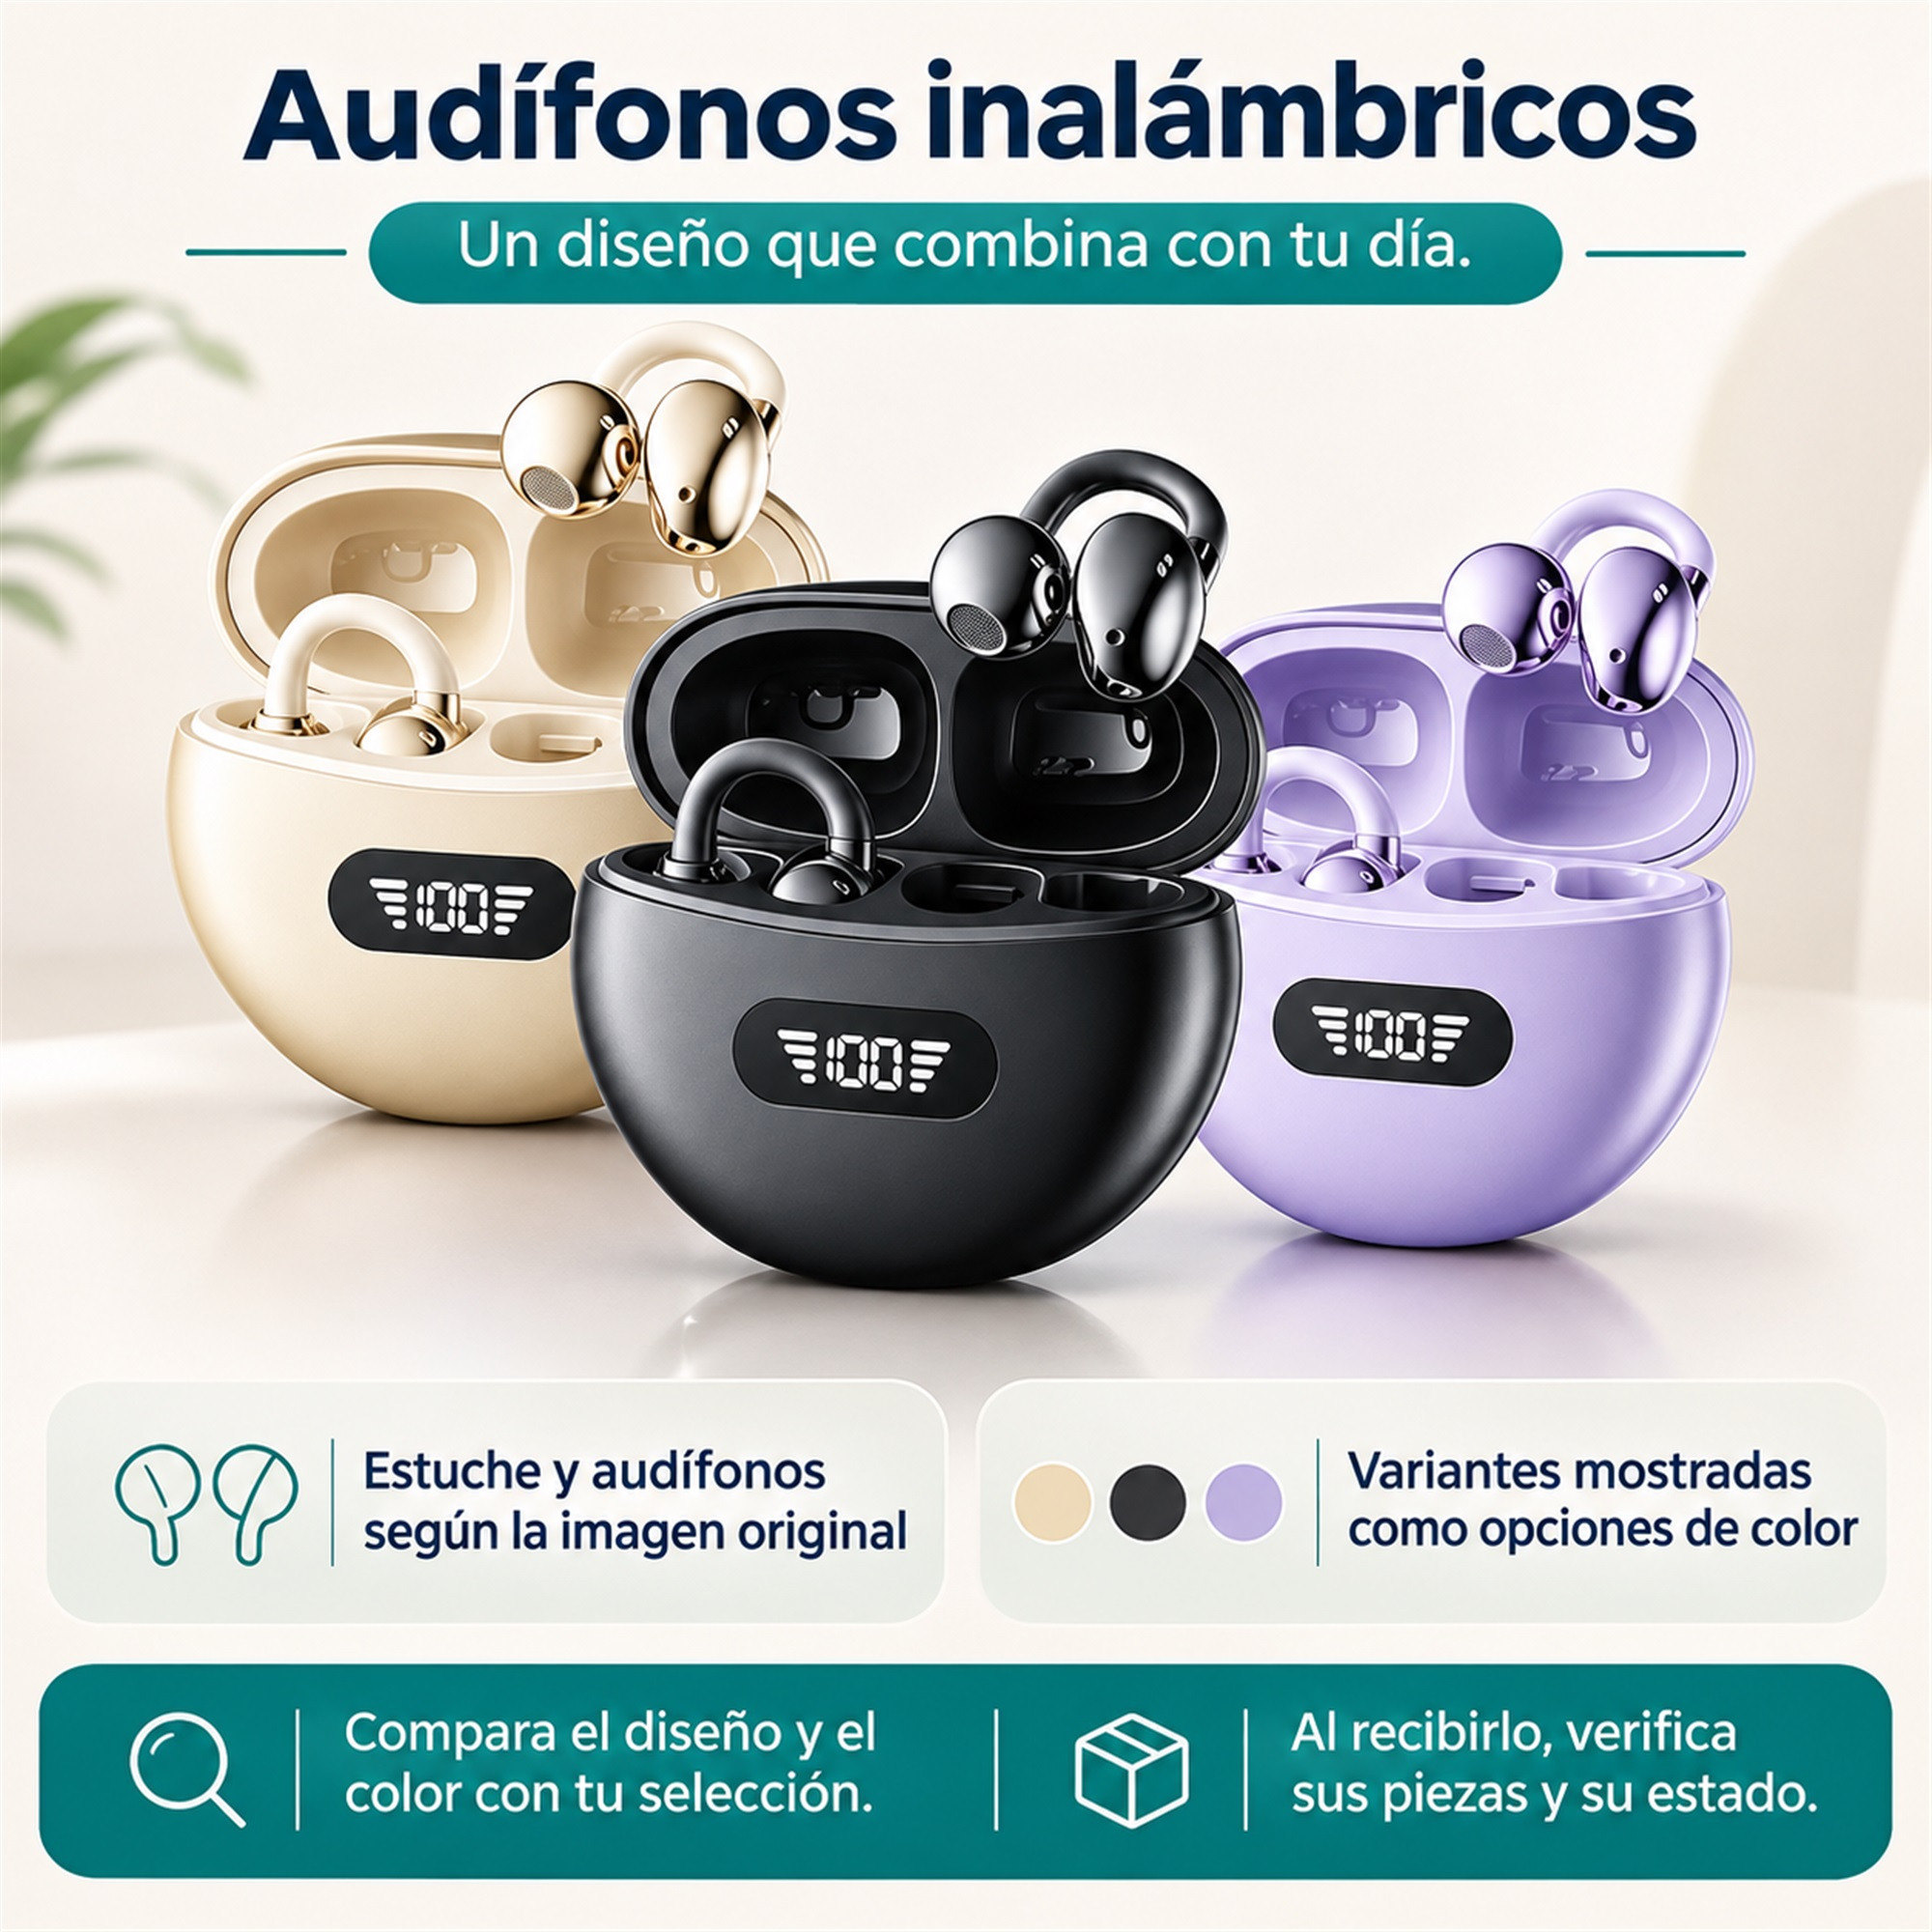 Audífonos inalámbricos
Un diseño que combina con tu día.
100
100
100
Estuche y audífonos
según la imagen original
Variantes mostradas
como opciones de color
Compara el diseño y el
color con tu selección.
Al recibirlo, verifica
sus piezas y su estado.